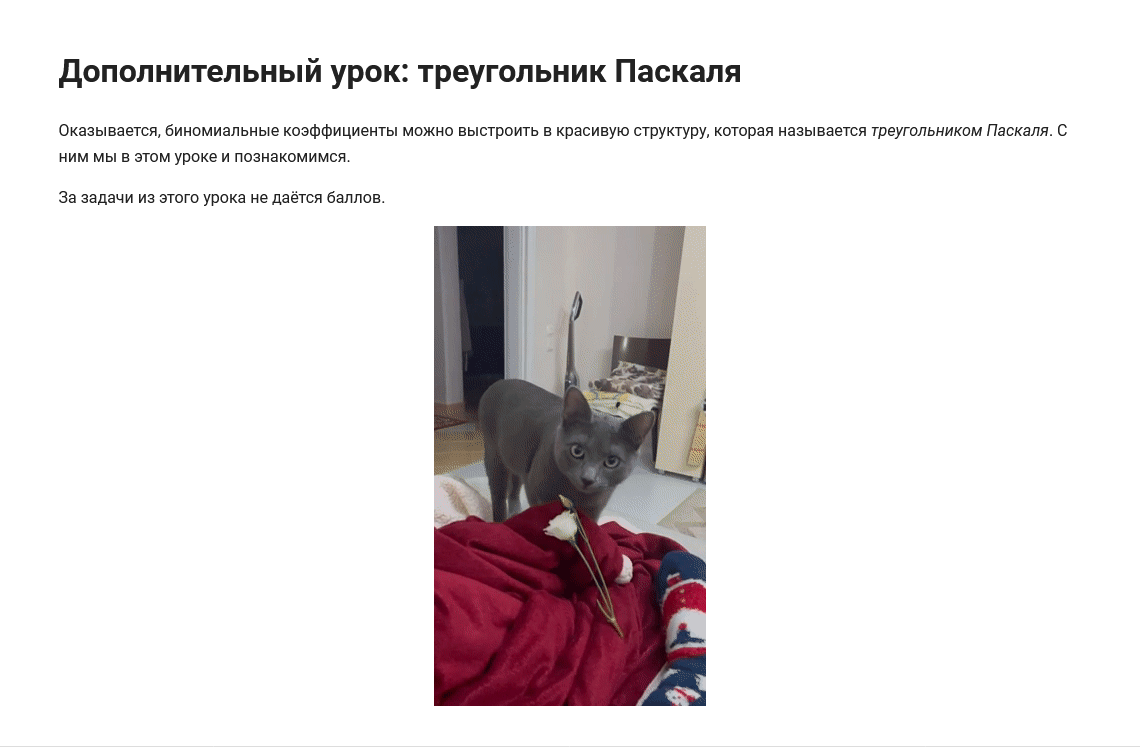 Дополнительный урок: треугольник Паскаля
Оказывается, биномиальные коэффициенты можно выстроить в красивую структуру, которая называется треугольником Паскаля. С
ним мы в этом уроке и познакомимся.
За задачи из этого урока не даётся баллов.